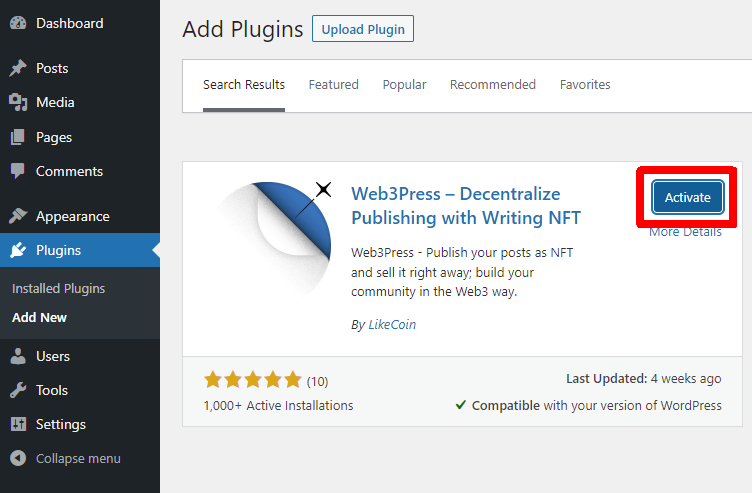 Dashboard
Posts
Media
Pages
Comments
Appearance
Plugins
Installed Plugins
Add New
Users
Tools
Settings
Collapse menu
Add Plugins Upload Plugin
Search Results Featured Popular Recommended Favorites
Web3Press – Decentralize
Publishing with Writing NFT
Activate
More Details
Web3Press - Publish your posts as NFT
and sell it right away; build your
community in the Web3 way.
By LikeCoin
(10)
1,000+ Active Installations
Last Updated: 4 weeks ago
Compatible with your version of WordPress